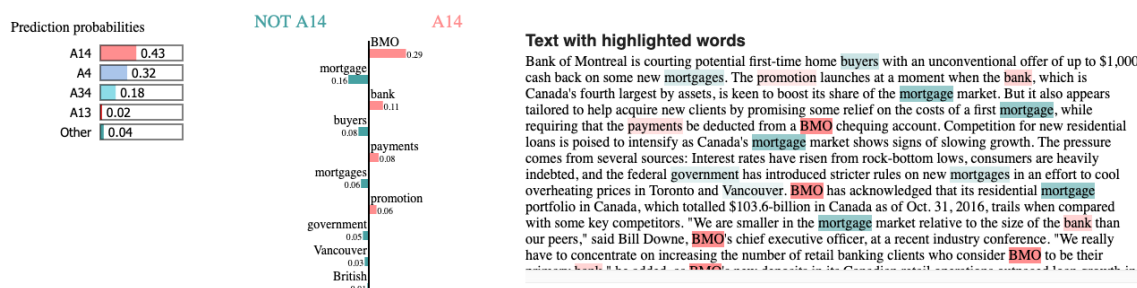 Prediction probabilities
A14 0.43
A4 0.32
A34 0.18
A13 0.02
Other 0.04
NOT A14 A14
BMO
0.29
mortgage
0.16
bank
0.11
buyers
0.08
payments
0.08
mortgages
0.06
promotion
0.06
government
0.05
Vancouver
0.03
British
Text with highlighted words
Bank of Montreal is courting potential first-time home buyers with an unconventional offer of up to $1,000
cash back on some new mortgages. The promotion launches at a moment when the bank, which is
Canada's fourth largest by assets, is keen to boost its share of the mortgage market. But it also appears
tailored to help acquire new clients by promising some relief on the costs of a first mortgage, while
requiring that the payments be deducted from a BMO chequing account. Competition for new residential
loans is poised to intensify as Canada's mortgage market shows signs of slowing growth. The pressure
comes from several sources: Interest rates have risen from rock-bottom lows, consumers are heavily
indebted, and the federal government has introduced stricter rules on new mortgages in an effort to cool
overheating prices in Toronto and Vancouver. BMO has acknowledged that its residential mortgage
portfolio in Canada, which totalled $103.6-billion in Canada as of Oct. 31, 2016, trails when compared
with some key competitors. "We are smaller in the mortgage market relative to the size of the bank than
our peers," said Bill Downe, BMO's chief executive officer, at a recent industry conference. "We really
have to concentrate on increasing the number of retail banking clients who consider BMO to be their